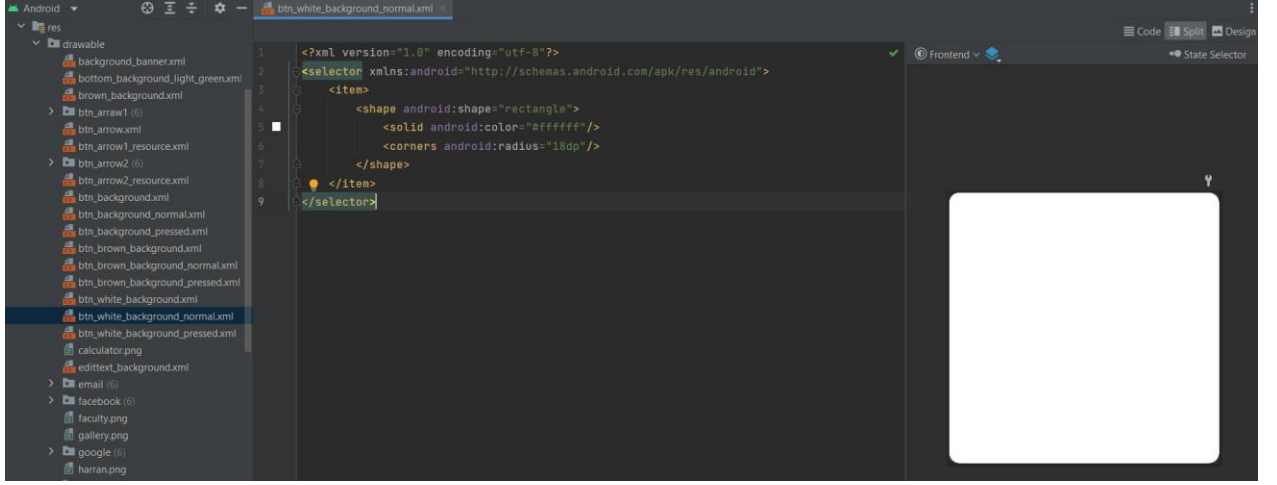 Android
btn_white_background_normal.xml
Code Split Design
res
drawable
background_banner.xml
bottom_background_light_green.xml
brown_background.xml
btn_arraw1 (6)
btn_arrow.xml
btn_arrow1_resource.xml
btn_arrow2 (6)
btn_arrow2_resource.xml
btn_background.xml
btn_background_normal.xml
btn_background_pressed.xml
btn_brown_background.xml
btn_brown_background_normal.xml
btn_brown_background_pressed.xml
btn_white_background.xml
btn_white_background_normal.xml
btn_white_background_pressed.xml
calculator.png
edittext_background.xml
email (6)
facebook (6)
faculty.png
gallery.png
google (6)
harran.png
1 <?xml version="1.0" encoding="utf-8"?>
2 <selector xmlns:android="http://schemas.android.com/apk/res/android">
3 <item>
4 <shape android:shape="rectangle">
5 <solid android:color="#ffffff"/>
6 <corners android:radius="18dp"/>
7 </shape>
8 </item>
9 </selector>
Frontend
State Selector